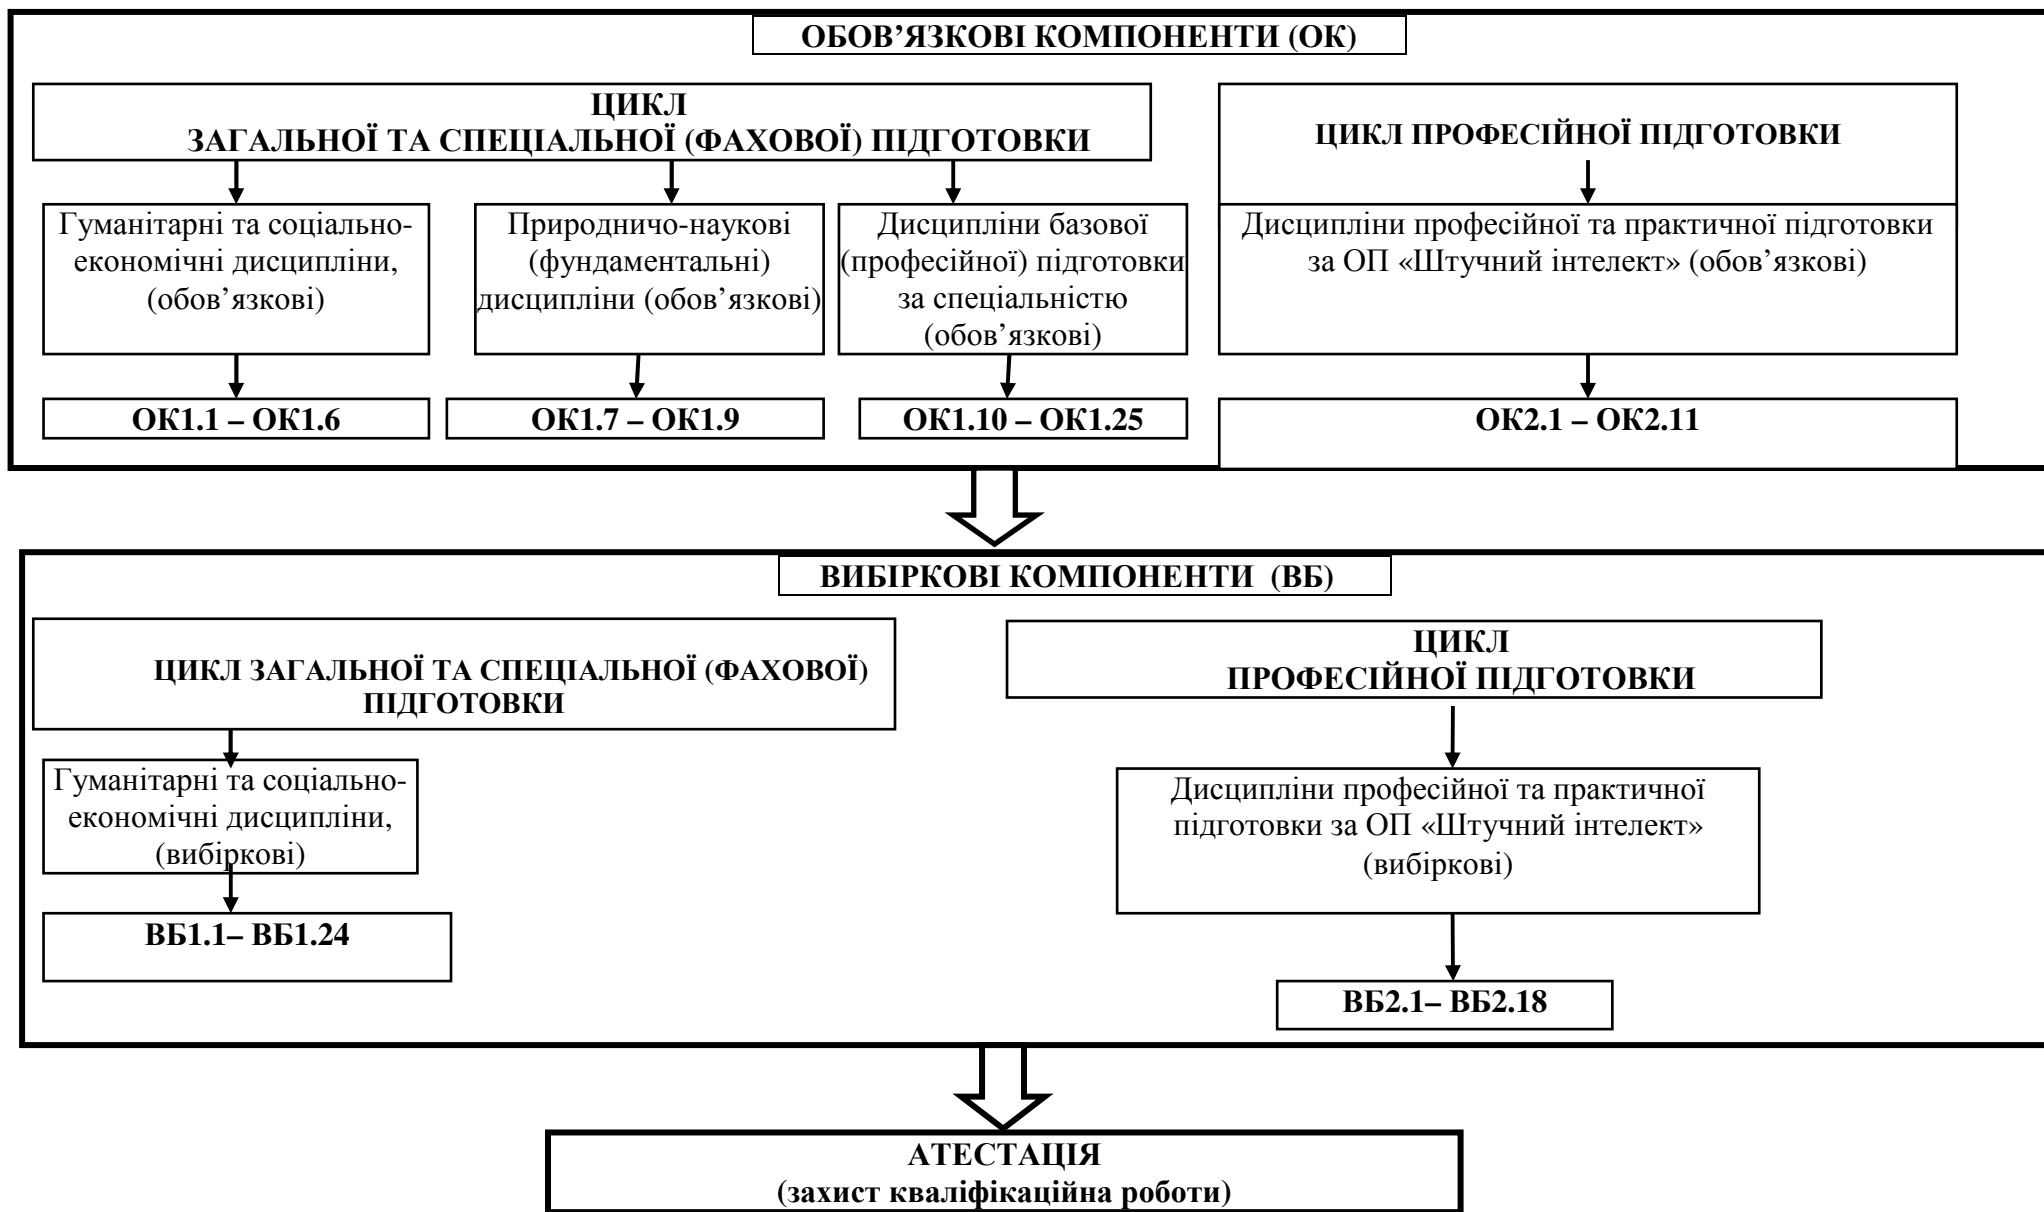 ОБОВ’ЯЗКОВІ КОМПОНЕНТИ (ОК)
ЦИКЛ
ЗАГАЛЬНОЇ ТА СПЕЦІАЛЬНОЇ (ФАХОВОЇ) ПІДГОТОВКИ
ЦИКЛ ПРОФЕСІЙНОЇ ПІДГОТОВКИ
Гуманітарні та соціально-
економічні дисципліни,
(обов’язкові)
Природничо-наукові
(фундаментальні)
дисципліни (обов’язкові)
Дисципліни базової
(професійної) підготовки
за спеціальністю
(обов’язкові)
Дисципліни професійної та практичної підготовки
за ОП «Штучний інтелект» (обов’язкові)
ОК1.1 – ОК1.6
ОК1.7 – ОК1.9
ОК1.10 – ОК1.25
ОК2.1 – ОК2.11
ВИБІРКОВІ КОМПОНЕНТИ (ВБ)
ЦИКЛ ЗАГАЛЬНОЇ ТА СПЕЦІАЛЬНОЇ (ФАХОВОЇ)
ПІДГОТОВКИ
ЦИКЛ
ПРОФЕСІЙНОЇ ПІДГОТОВКИ
Гуманітарні та соціально-
економічні дисципліни,
(вибіркові)
Дисципліни професійної та практичної
підготовки за ОП «Штучний інтелект»
(вибіркові)
ВБ1.1– ВБ1.24
ВБ2.1– ВБ2.18
АТЕСТАЦІЯ
(захист кваліфікаційна роботи)